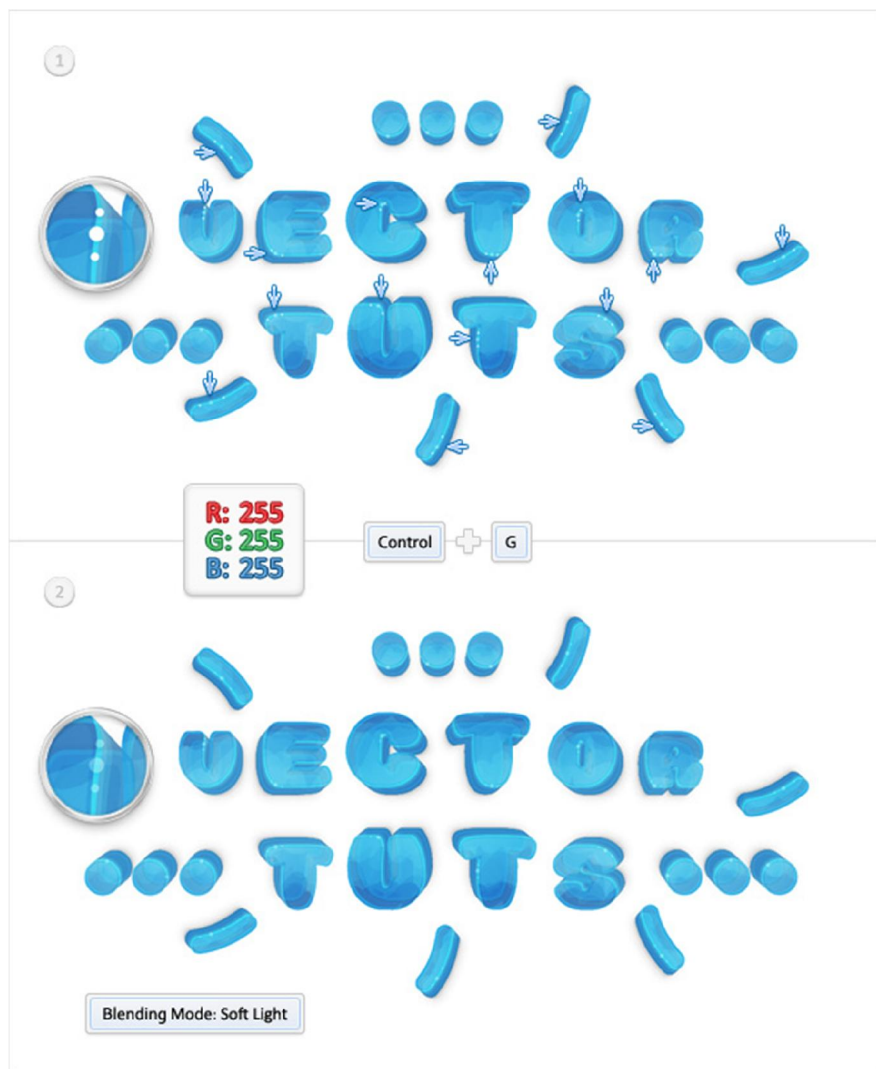 1
VECTOR
TUTS
R: 255
G: 255
B: 255
Control + G
2
VECTOR
TUTS
Blending Mode: Soft Light